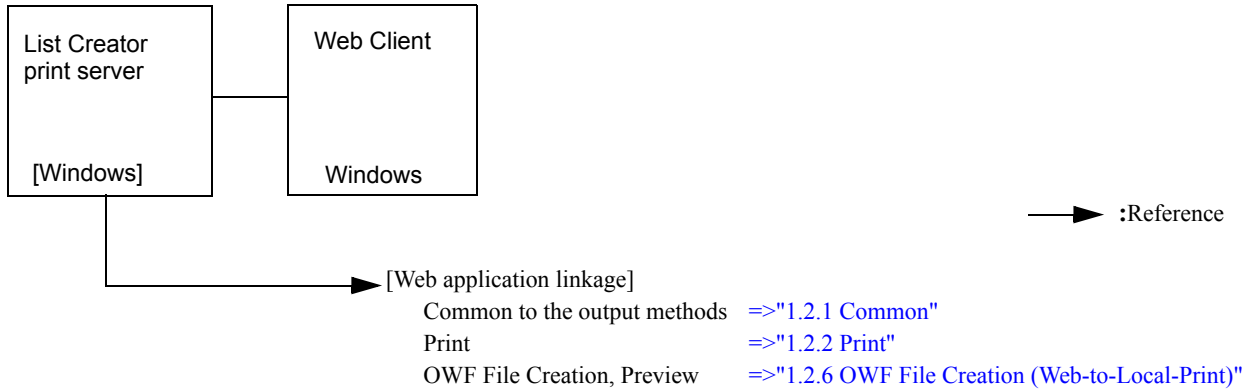 List Creator
print server
[Windows]
Web Client
Windows
:Reference
[Web application linkage]
Common to the output methods =>"1.2.1 Common"
Print =>"1.2.2 Print"
OWF File Creation, Preview =>"1.2.6 OWF File Creation (Web-to-Local-Print)"